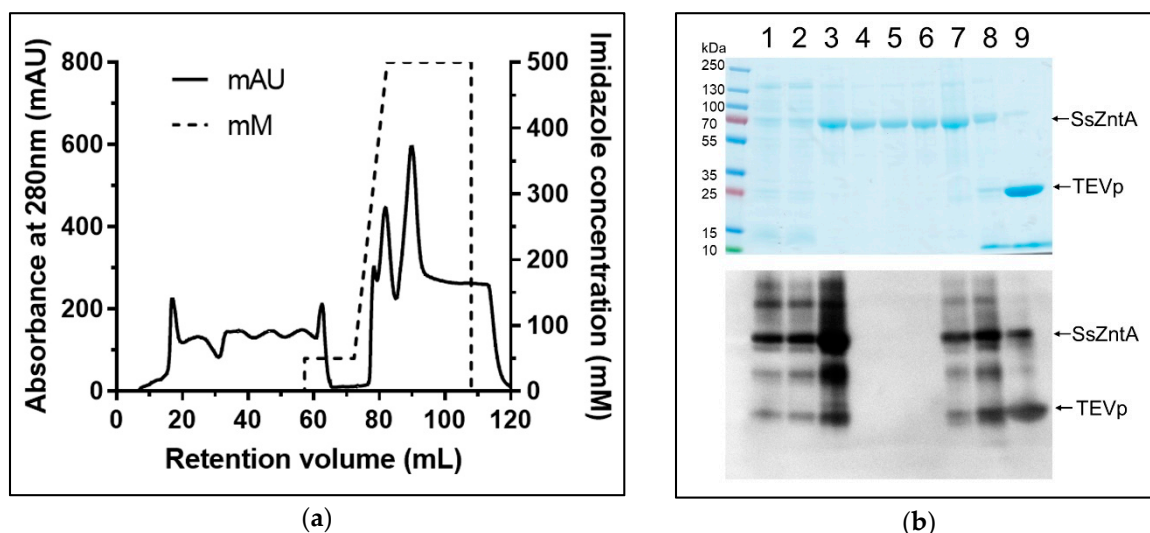 Absorbance at 280nm (mAU)
800
600
400
200
0
mAU
mM
500
400
300
200
100
0
Imidazole concentration (mM)
0 20 40 60 80 100 120
Retention volume (mL)
(a)
1 2 3 4 5 6 7 8 9
kDa
250
130
100
70
55
35
25
15
10
SsZntA
TEVp
SsZntA
TEVp
(b)